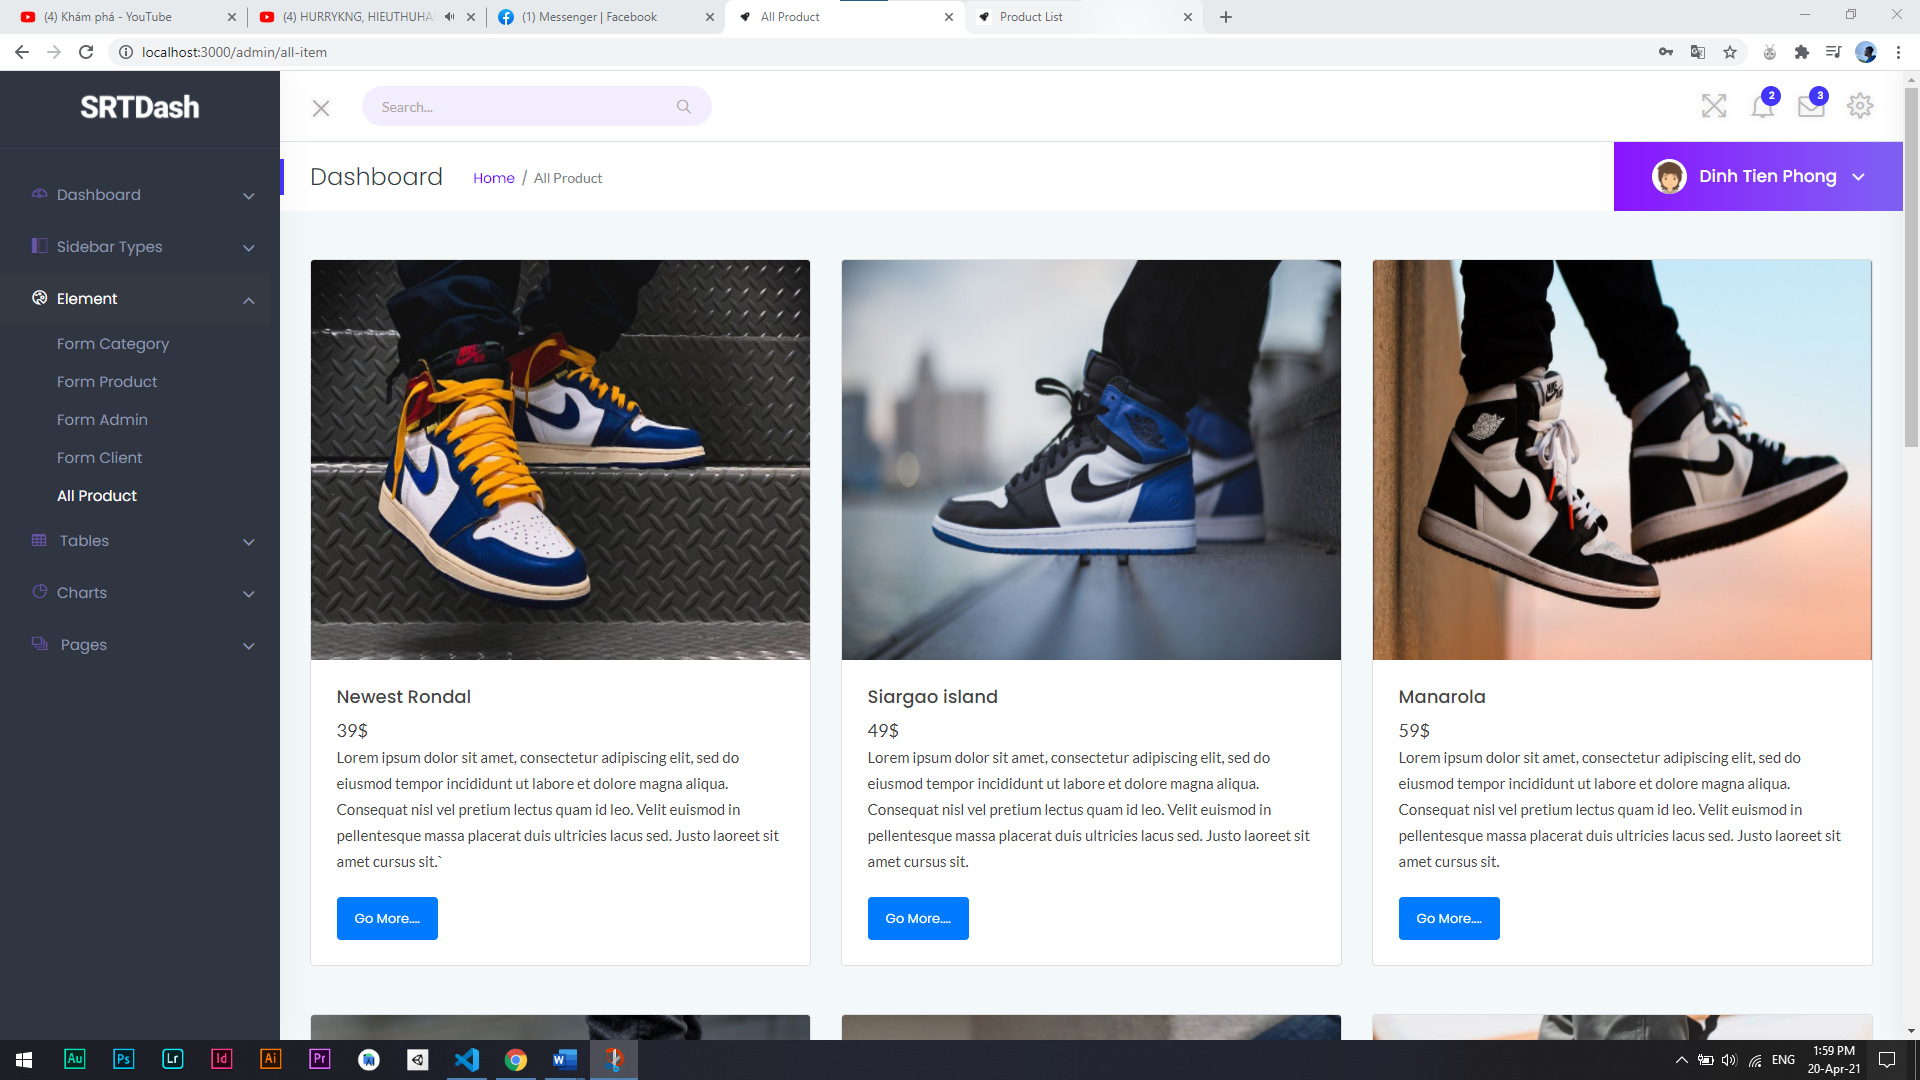 (4) Khám phá - YouTube
(4) HURRYKNG, HIEUTHUHA
(1) Messenger | Facebook
All Product
Product List
localhost:3000/admin/all-item
SRTDash
Search...
2
3
Dashboard
Home / All Product
Dinh Tien Phong
Dashboard
Sidebar Types
Element
Form Category
Form Product
Form Admin
Form Client
All Product
Tables
Charts
Pages
Newest Rondal
39$
Lorem ipsum dolor sit amet, consectetur adipiscing elit, sed do
eiusmod tempor incididunt ut labore et dolore magna aliqua.
Consequat nisl vel pretium lectus quam id leo. Velit euismod in
pellentesque massa placerat duis ultricies lacus sed. Justo laoreet sit
amet cursus sit.`
Go More....
Siargao island
49$
Lorem ipsum dolor sit amet, consectetur adipiscing elit, sed do
eiusmod tempor incididunt ut labore et dolore magna aliqua.
Consequat nisl vel pretium lectus quam id leo. Velit euismod in
pellentesque massa placerat duis ultricies lacus sed. Justo laoreet sit
amet cursus sit.
Go More....
Manarola
59$
Lorem ipsum dolor sit amet, consectetur adipiscing elit, sed do
eiusmod tempor incididunt ut labore et dolore magna aliqua.
Consequat nisl vel pretium lectus quam id leo. Velit euismod in
pellentesque massa placerat duis ultricies lacus sed. Justo laoreet sit
amet cursus sit.
Go More....
Au
Ps
Lr
Id
Ai
Pr
ENG
1:59 PM
20-Apr-21